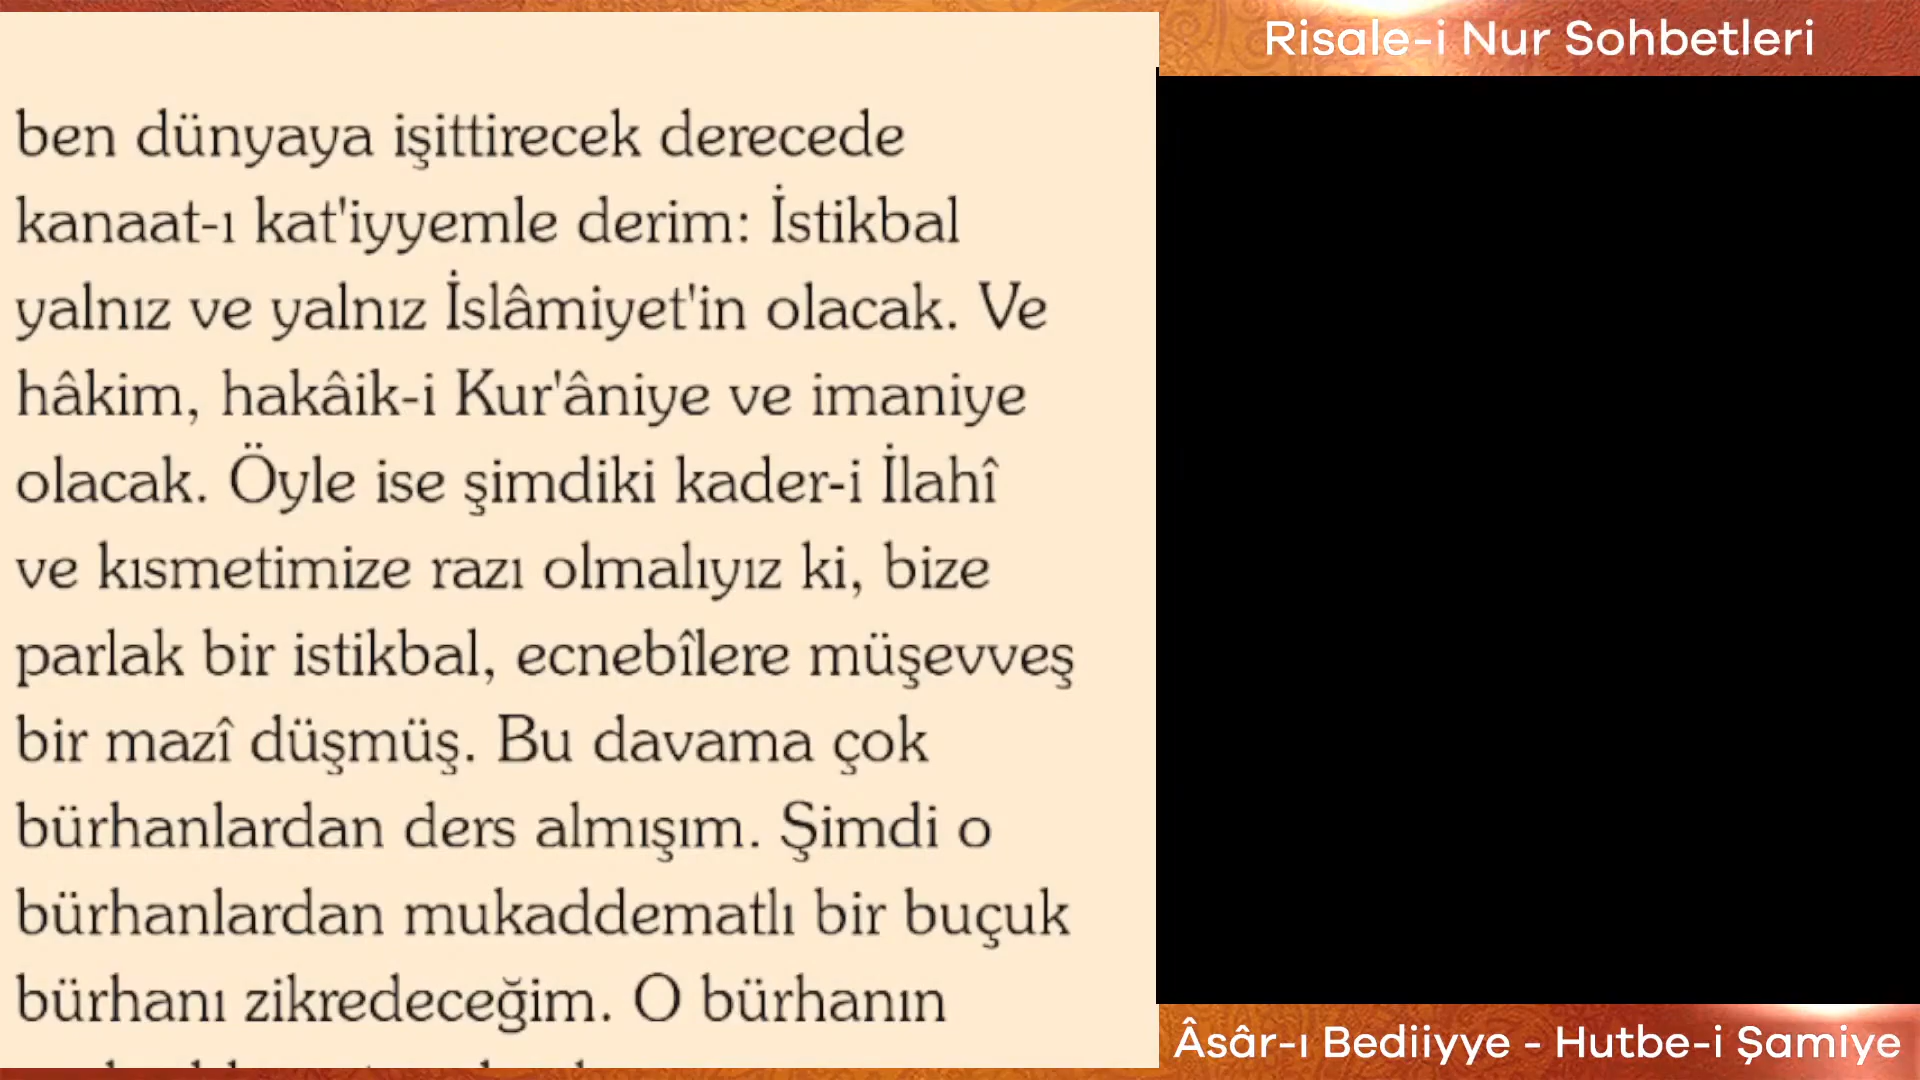 ben dünyaya işittirecek derecede
kanaat-ı kat'iyyemle derim: İstikbal
yalnız ve yalnız İslâmiyet'in olacak. Ve
hâkim, hakâik-i Kur'âniye ve imaniye
olacak. Öyle ise şimdiki kader-i İlahî
ve kısmetimize razı olmalıyız ki, bize
parlak bir istikbal, ecnebîlere müşevveş
bir mazî düşmüş. Bu davama çok
bürhanlardan ders almışım. Şimdi o
bürhanlardan mukaddematlı bir buçuk
bürhanı zikredeceğim. O bürhanın
Risale-i Nur Sohbetleri
Âsâr-ı Bediiyye - Hutbe-i Şamiye